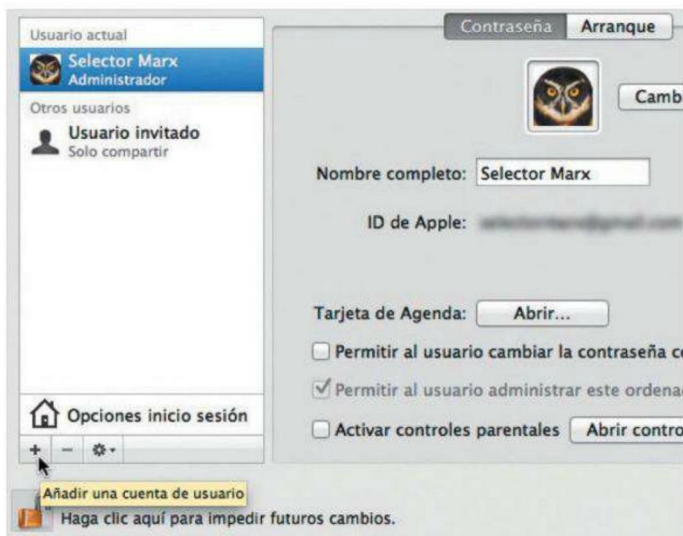 Usuario actual
Selector Marx
Administrador
Otros usuarios
Usuario invitado
Solo compartir
Opciones inicio sesión
Añadir una cuenta de usuario
Haga clic aquí para impedir futuros cambios.
Contraseña Arranque
Camb
Nombre completo: Selector Marx
ID de Apple:
Tarjeta de Agenda: Abrir...
Permitir al usuario cambiar la contraseña c
Permitir al usuario administrar este ordena
Activar controles parentales Abrir contro